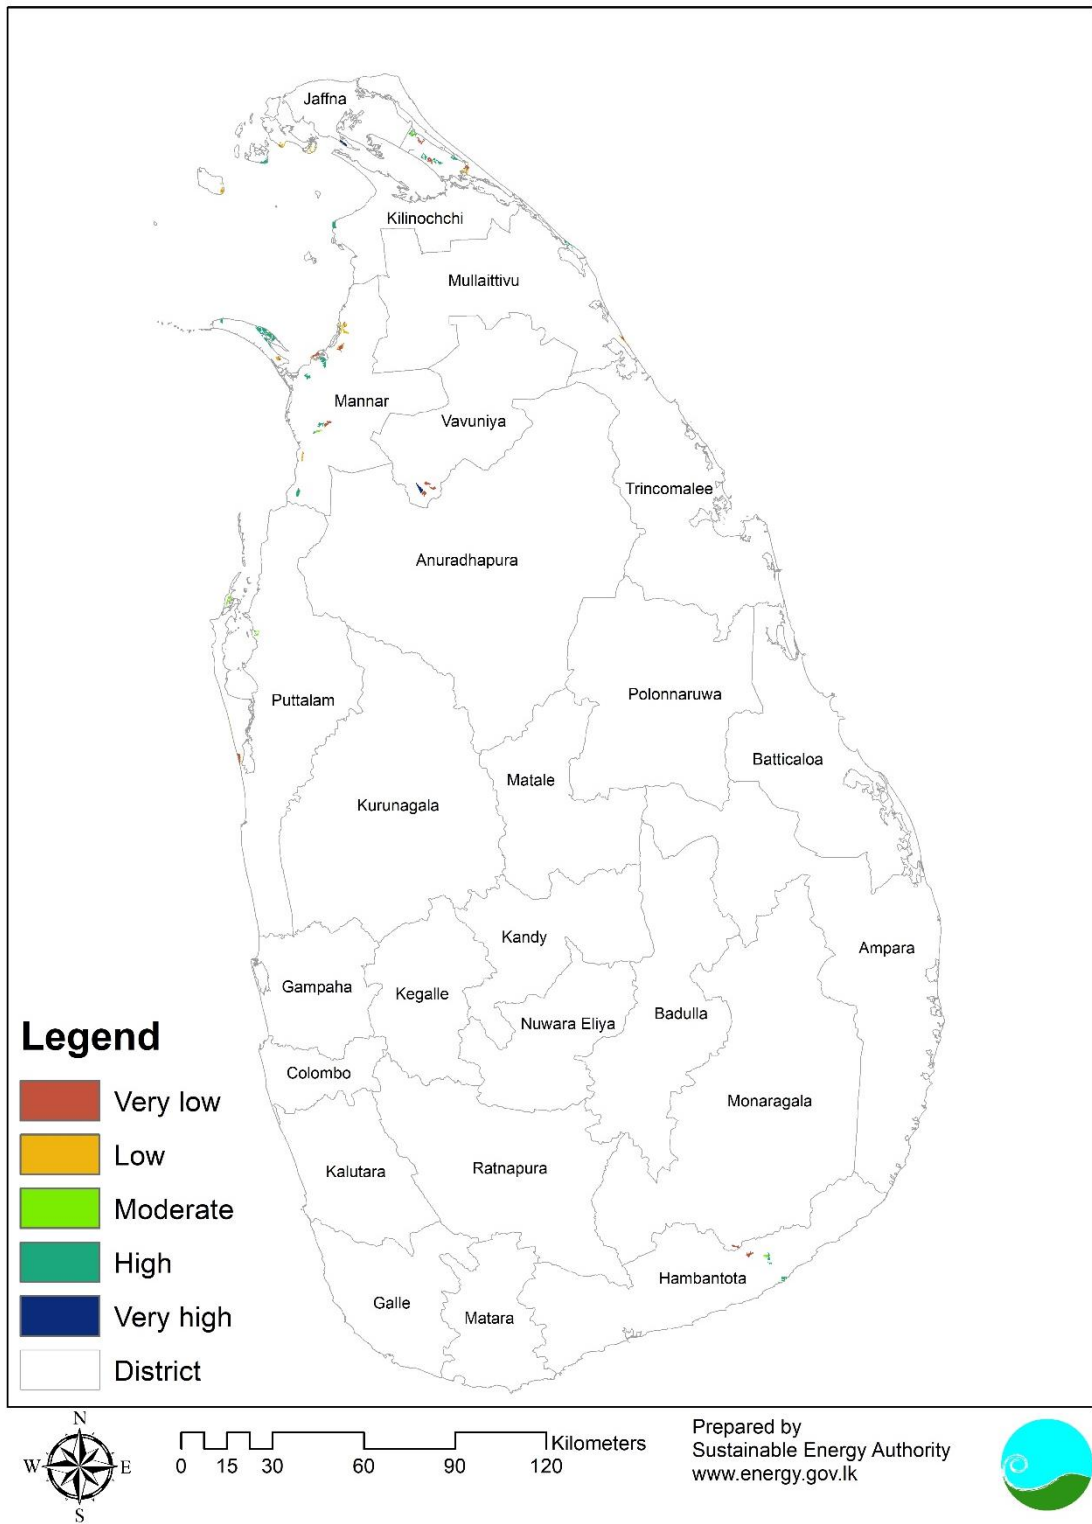 Jaffna
Kilinochchi
Mullaittivu
Mannar
Vavuniya
Trincomalee
Anuradhapura
Puttalam
Polonnaruwa
Batticaloa
Matale
Kurunagala
Kandy
Ampara
Gampaha
Kegalle
Nuwara Eliya
Badulla
Colombo
Monaragala
Kalutara
Ratnapura
Hambantota
Galle
Matara
Legend
Very low
Low
Moderate
High
Very high
District
N
W E
S
Kilometers
0 15 30 60 90 120
Prepared by
Sustainable Energy Authority
www.energy.gov.lk